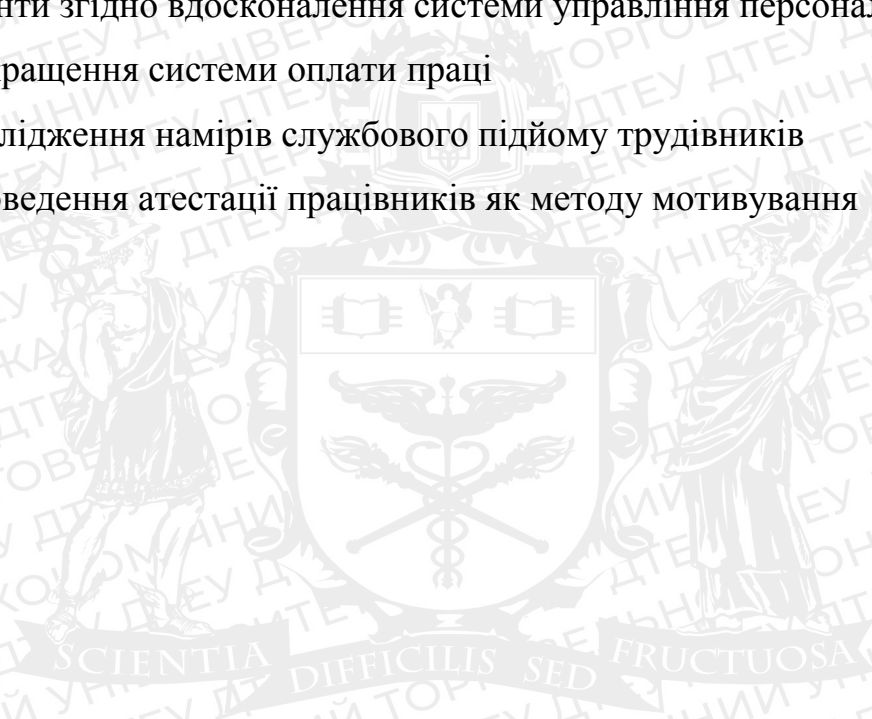 нти згідно вдосконалення системи управління персонал
ращення системи оплати праці
лідження намірів службового підйому трудівників
ведення атестації працівників як методу мотивування
SCIENTIA DIFFICILIS SED FRUCTUOSA